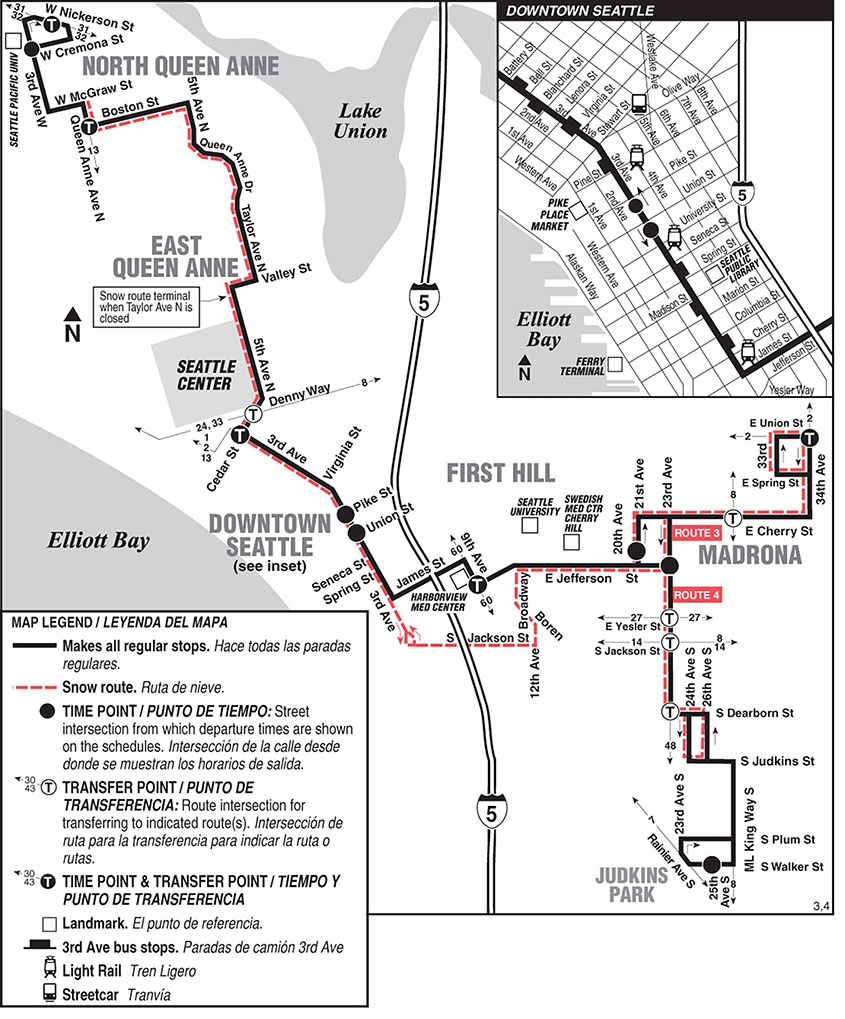 31
32
W Nickerson St
T
31
32
W Cremona St
SEATTLE PACIFIC UNIV
3rd Ave W
NORTH QUEEN ANNE
W McGraw St
Boston St
5th Ave N
T
13
Queen Anne Ave N
Queen Anne Dr
Lake
Union
Taylor Ave N
EAST
QUEEN ANNE
Valley St
Snow route terminal
when Taylor Ave N is
closed
N
5
SEATTLE
CENTER
5th Ave N
Denny Way
8
T
24, 33
1
2
13
T
Cedar St
3rd Ave
Virginia St
Pike St
Union St
DOWNTOWN
SEATTLE
(see inset)
Elliott Bay
Seneca St
Spring St
3rd Ave
James St
HARBORVIEW
MED CENTER
60
9th Ave
T
60
FIRST HILL
SEATTLE
UNIVERSITY
SWEDISH
MED CTR
CHERRY
HILL
E Jefferson St
Broadway
Boren
12th Ave
S Jackson St
20th Ave
21st Ave
23rd Ave
ROUTE 3
ROUTE 4
MADRONA
8
T
E Cherry St
E Union St
2
2
T
33rd
34th Ave
E Spring St
27
T
27
E Yesler St
14
T
8
14
S Jackson St
T
48
24th Ave S
26th Ave S
S Dearborn St
S Judkins St
23rd Ave S
ML King Way S
S Plum St
S Walker St
7
Rainier Ave S
25th
Ave S
8
JUDKINS
PARK
5
3,4
DOWNTOWN SEATTLE
Battery St
Bell St
Blanchard St
Lenora St
Virginia St
Stewart St
Westlake Ave
Olive Way
8th Ave
7th Ave
6th Ave
5th Ave
4th Ave
3rd Ave
2nd Ave
1st Ave
Western Ave
Pine St
3rd Ave
2nd Ave
1st Ave
Western Ave
Alaskan Way
Pike St
Union St
University St
Seneca St
Spring St
Madison St
Marion St
Columbia St
Cherry St
James St
Jefferson St
Yesler Way
PIKE
PLACE
MARKET
SEATTLE
PUBLIC
LIBRARY
5
Elliott
Bay
N
FERRY
TERMINAL
MAP LEGEND / LEYENDA DEL MAPA
Makes all regular stops. Hace todas las paradas
regulares.
Snow route. Ruta de nieve.
TIME POINT / PUNTO DE TIEMPO: Street
intersection from which departure times are shown
on the schedules. Intersección de la calle desde
donde se muestran los horarios de salida.
30
43
T
TRANSFER POINT / PUNTO DE
TRANSFERENCIA: Route intersection for
transferring to indicated route(s). Intersección de
ruta para la transferencia para indicar la ruta o
rutas.
30
43
T
TIME POINT & TRANSFER POINT / TIEMPO Y
PUNTO DE TRANSFERENCIA
Landmark. El punto de referencia.
3rd Ave bus stops. Paradas de camión 3rd Ave
Light Rail Tren Ligero
Streetcar Tranvía